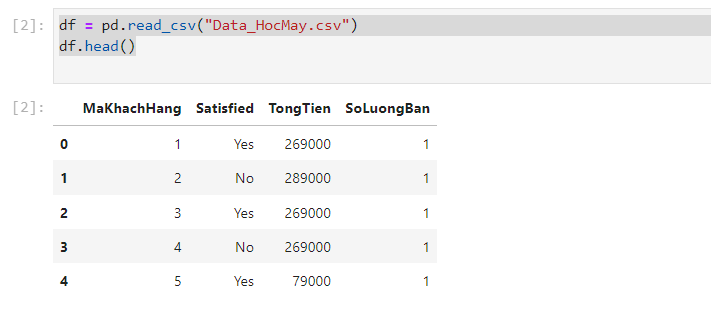 [2]: df = pd.read_csv("Data_HocMay.csv")
df.head()
[2]: MaKhachHang Satisfied TongTien SoLuongBan
0 1 Yes 269000 1
1 2 No 289000 1
2 3 Yes 269000 1
3 4 No 269000 1
4 5 Yes 79000 1